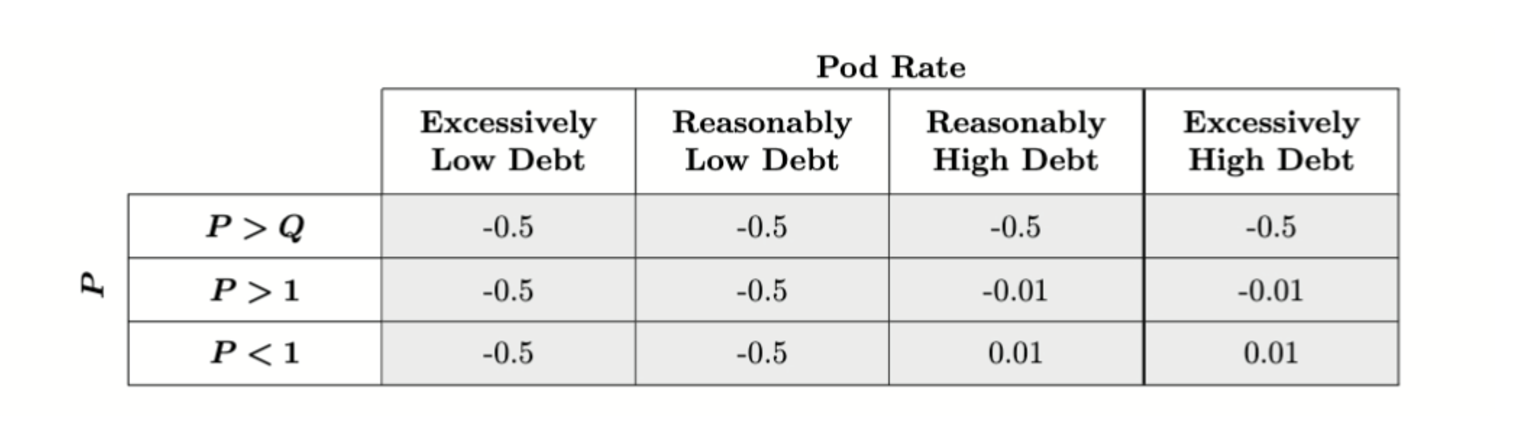 Pod Rate
Excessively Low Debt Reasonably Low Debt Reasonably High Debt Excessively High Debt
P
P > Q -0.5 -0.5 -0.5 -0.5
P > 1 -0.5 -0.5 -0.01 -0.01
P < 1 -0.5 -0.5 0.01 0.01